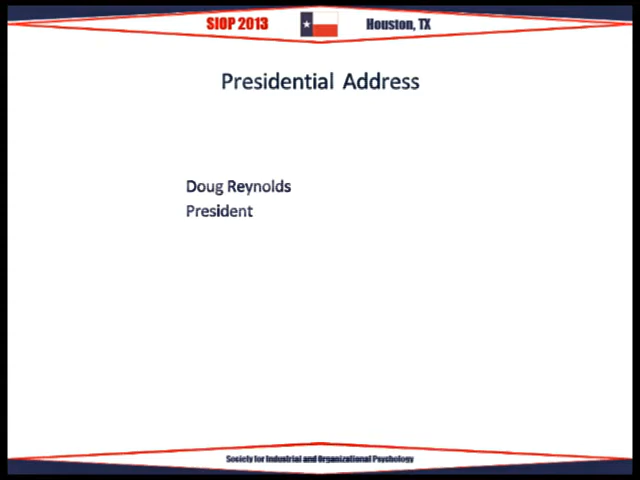 SIOP 2013 Houston, TX
Presidential Address
Doug Reynolds
President
Society for Industrial and Organizational Psychology